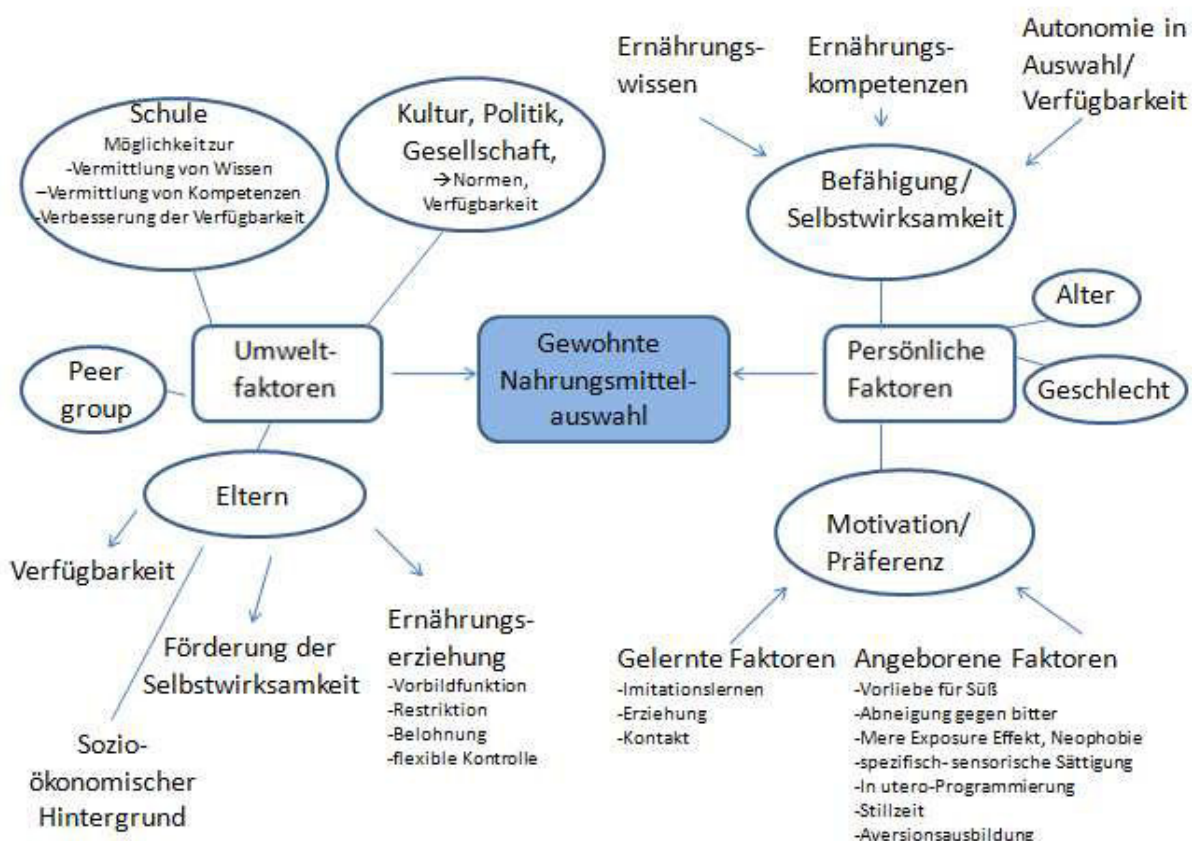 Schule
Möglichkeit zur
-Vermittlung von Wissen
–Vermittlung von Kompetenzen
-Verbesserung der Verfügbarkeit
Kultur, Politik,
Gesellschaft,
→Normen,
Verfügbarkeit
Ernährungs-
wissen
Ernährungs-
kompetenzen
Autonomie in
Auswahl/
Verfügbarkeit
Befähigung/
Selbstwirksamkeit
Peer
group
Umwelt-
faktoren
Gewohnte
Nahrungsmittel-
auswahl
Persönliche
Faktoren
Alter
Geschlecht
Eltern
Verfügbarkeit
Förderung der
Selbstwirksamkeit
Sozio-
ökonomischer
Hintergrund
Ernährungs-
erziehung
-Vorbildfunktion
-Restriktion
-Belohnung
-flexible Kontrolle
Motivation/
Präferenz
Gelernte Faktoren
-Imitationslernen
-Erziehung
-Kontakt
Angeborene Faktoren
-Vorliebe für Süß
-Abneigung gegen bitter
-Mere Exposure Effekt, Neophobie
-spezifisch- sensorische Sättigung
-In utero-Programmierung
-Stillzeit
-Aversionsausbildung